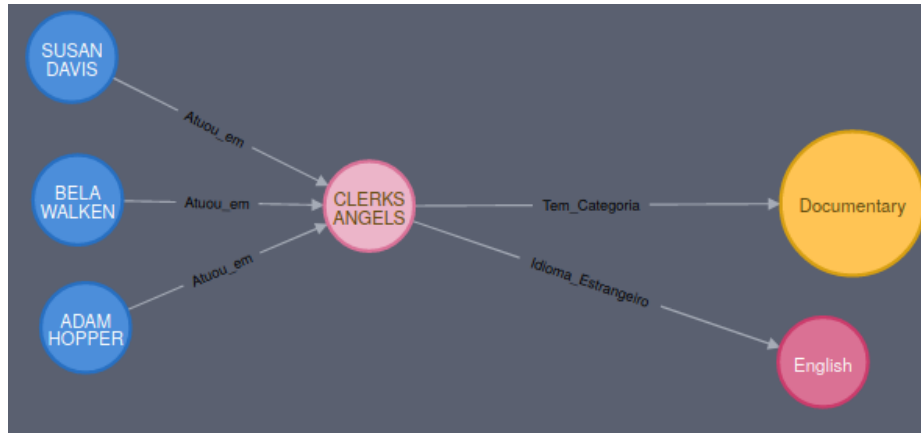 SUSAN
DAVIS
Atuou_em
BELA
WALKEN
Atuou_em
ADAM
HOPPER
Atuou_em
CLERKS
ANGELS
Tem_Categoria
Documentary
Idioma_Estrangeiro
English